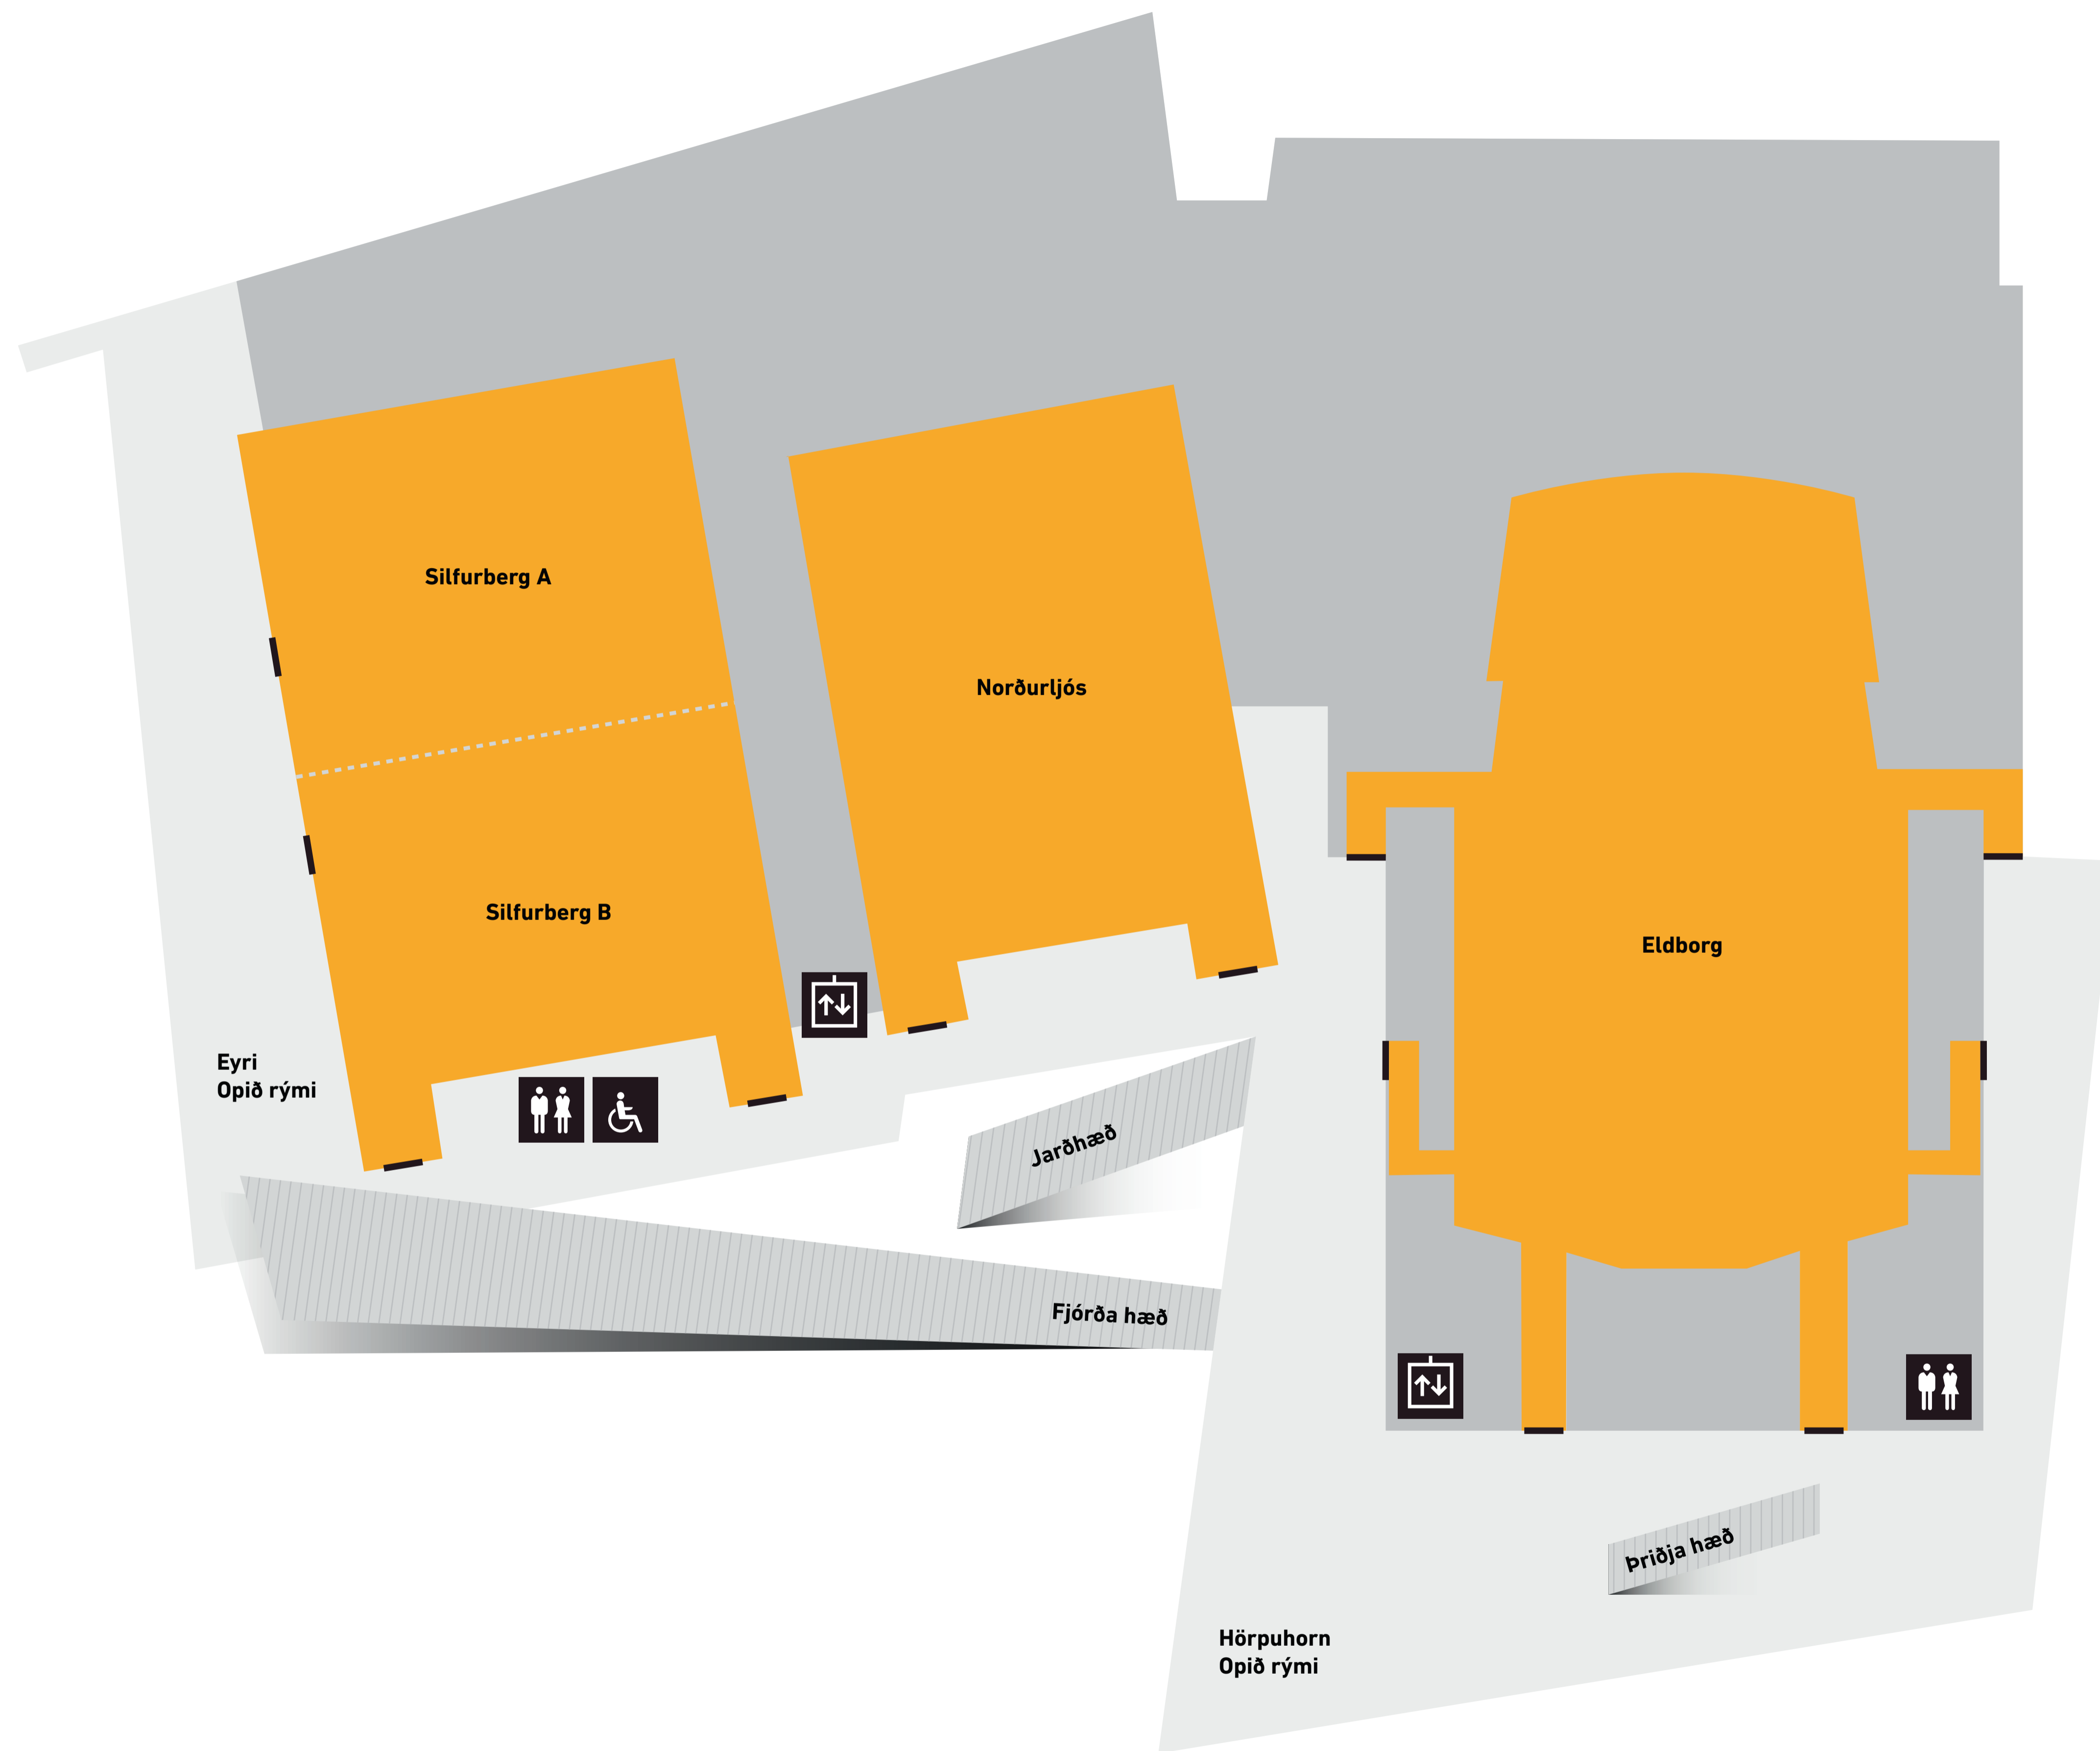 Silfurberg A
Norðurljós
Silfurberg B
Eldborg
Eyri
Opið rými
Jarðhæð
Fjórða hæð
Þriðja hæð
Hörpuhorn
Opið rými